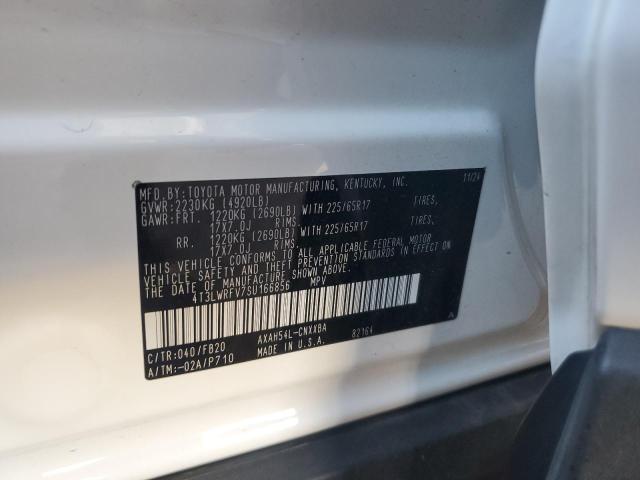 MFD. BY: TOYOTA MOTOR MANUFACTURING, KENTUCKY, INC. 11/24
GVWR: 2230KG (4920LB)
GAWR: FRT. 1220KG (2690LB) WITH 225/65R17 TIRES,
17X7.0J RIMS,
RR. 1220KG (2690LB) WITH 225/65R17 TIRES,
17X7.0J RIMS.
THIS VEHICLE CONFORMS TO ALL APPLICABLE FEDERAL MOTOR
VEHICLE SAFETY AND THEFT PREVENTION STANDARDS IN EFFECT
ON THE DATE OF MANUFACTURE SHOWN ABOVE.
4T3LWRFV7SU166856 MPV
A
C/TR: 040/FB20 AXAH54L-CNXXBA 82164
A/TM: -02A/P710 MADE IN U.S.A.